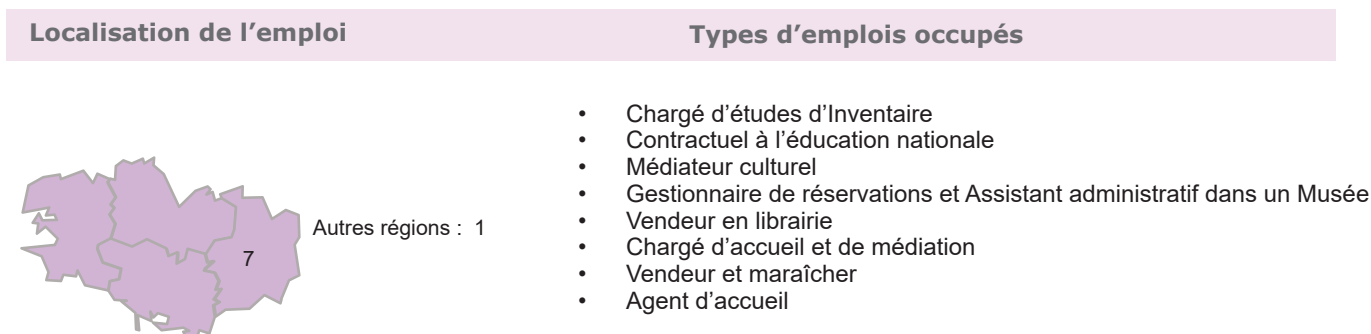 Localisation de l’emploi
Types d’emplois occupés
Autres régions : 1
7
• Chargé d’études d’Inventaire
• Contractuel à l’éducation nationale
• Médiateur culturel
• Gestionnaire de réservations et Assistant administratif dans un Musée
• Vendeur en librairie
• Chargé d’accueil et de médiation
• Vendeur et maraîcher
• Agent d’accueil